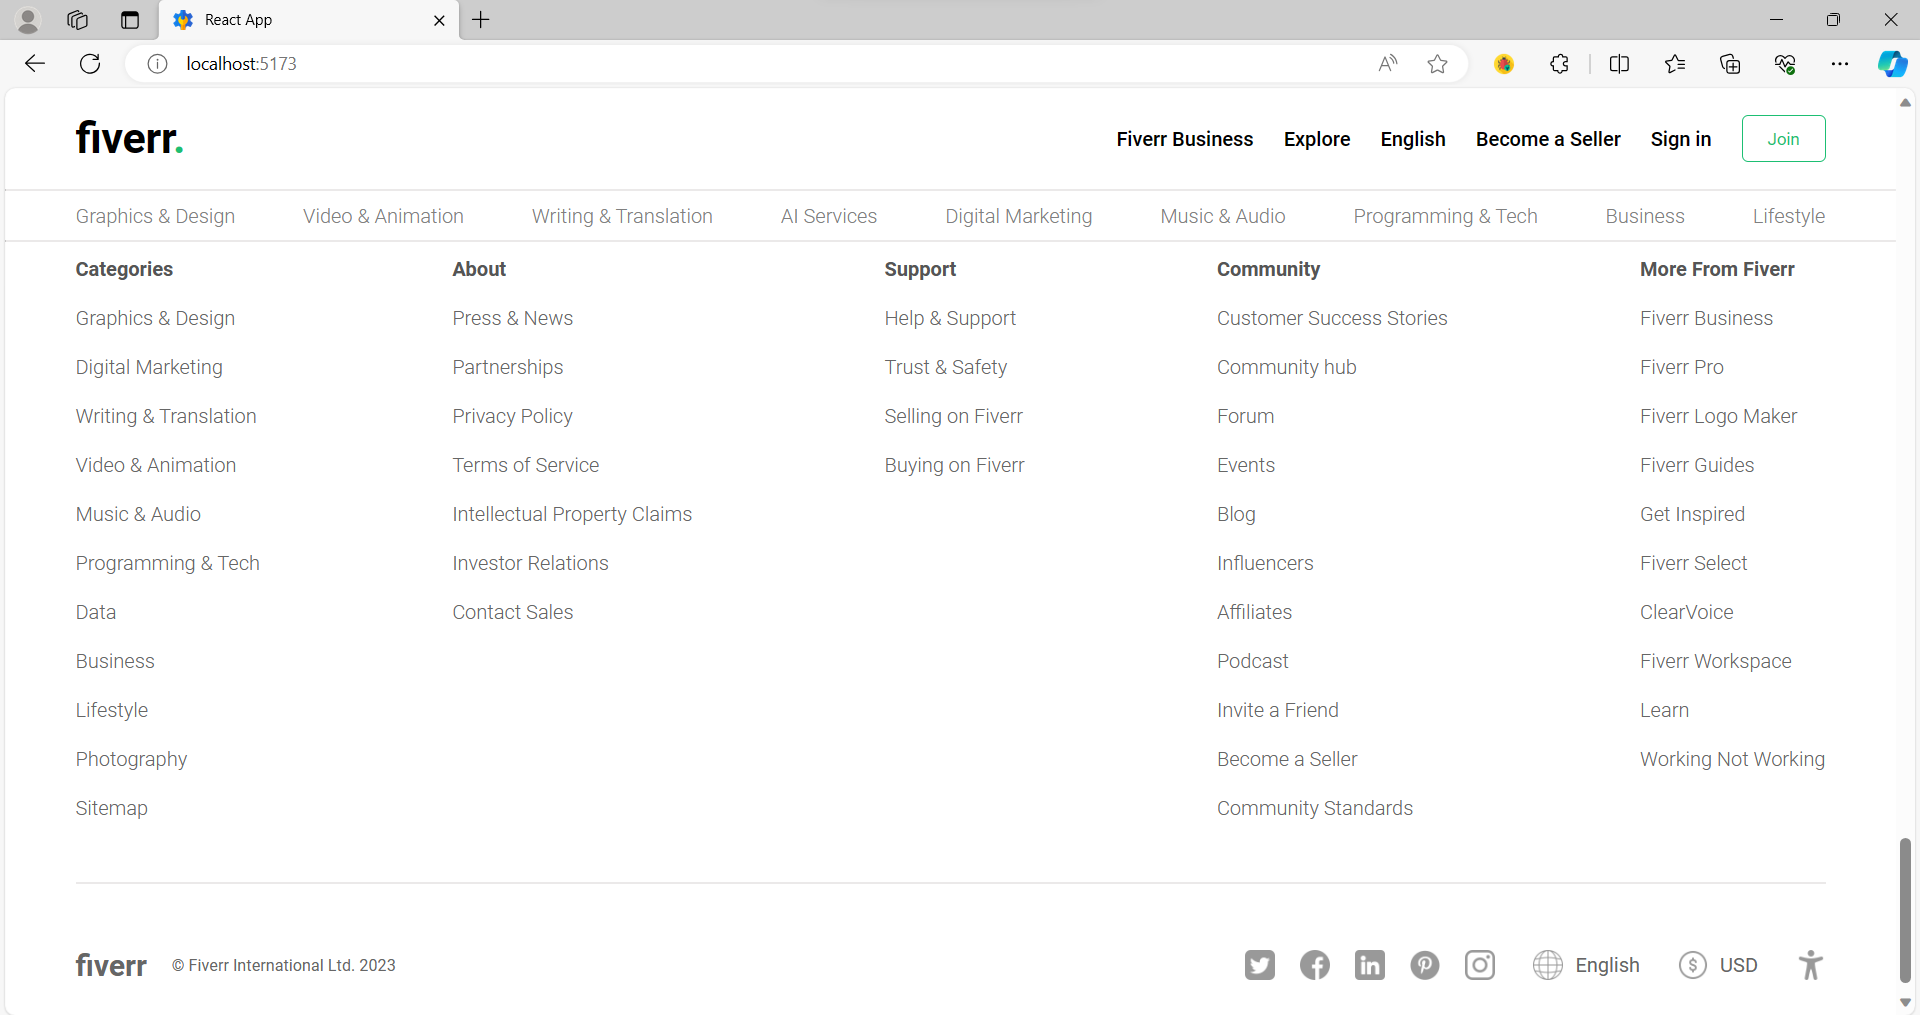 React App
localhost:5173
fiverr.
Fiverr Business Explore English Become a Seller Sign in Join
Graphics & Design Video & Animation Writing & Translation AI Services Digital Marketing Music & Audio Programming & Tech Business Lifestyle
Categories
Graphics & Design
Digital Marketing
Writing & Translation
Video & Animation
Music & Audio
Programming & Tech
Data
Business
Lifestyle
Photography
Sitemap
About
Press & News
Partnerships
Privacy Policy
Terms of Service
Intellectual Property Claims
Investor Relations
Contact Sales
Support
Help & Support
Trust & Safety
Selling on Fiverr
Buying on Fiverr
Community
Customer Success Stories
Community hub
Forum
Events
Blog
Influencers
Affiliates
Podcast
Invite a Friend
Become a Seller
Community Standards
More From Fiverr
Fiverr Business
Fiverr Pro
Fiverr Logo Maker
Fiverr Guides
Get Inspired
Fiverr Select
ClearVoice
Fiverr Workspace
Learn
Working Not Working
fiverr © Fiverr International Ltd. 2023
English $ USD